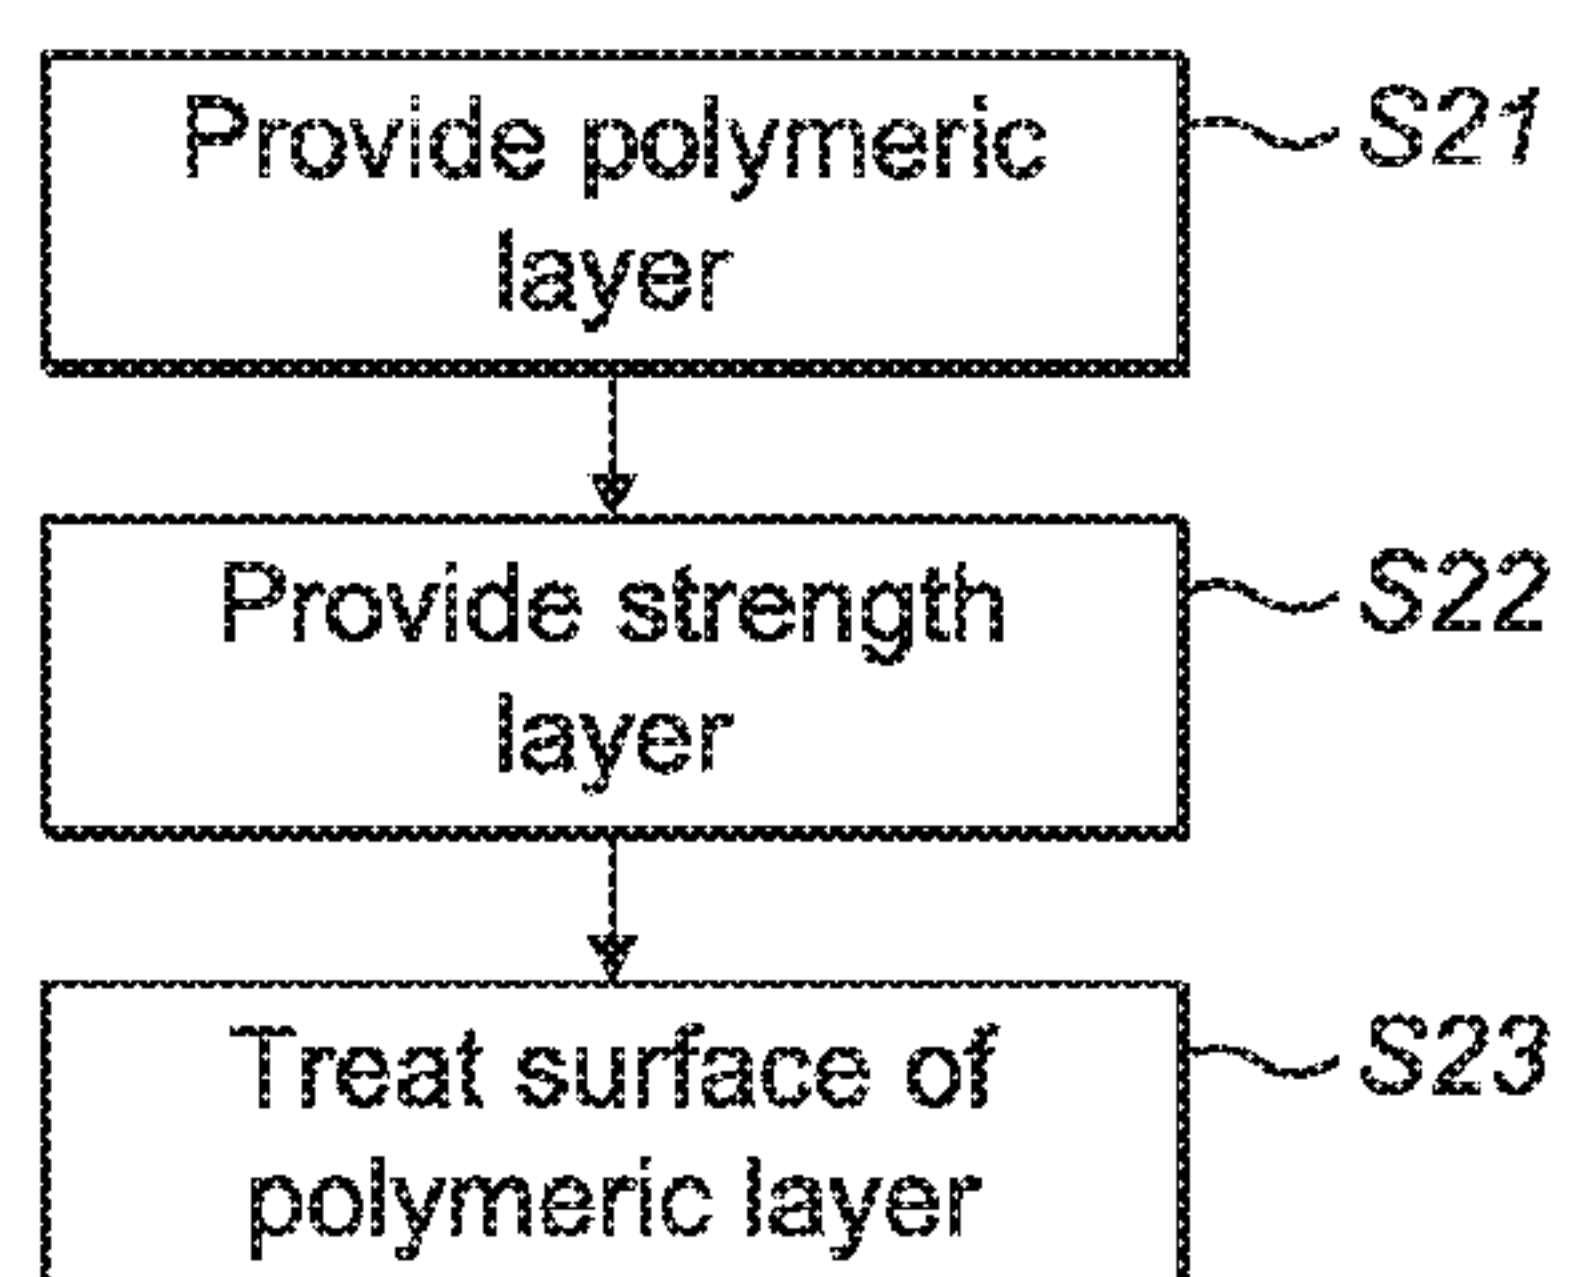 Provide polymeric
layer
S21
Provide strength
layer
S22
Treat surface of
polymeric layer
S23